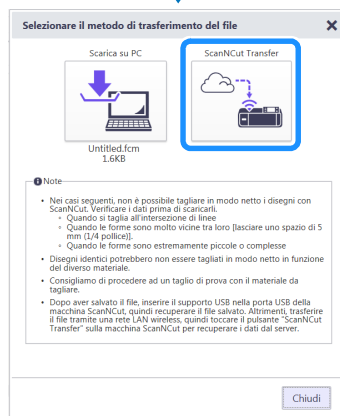 Selezionare il metodo di trasferimento del file
Scarica su PC
ScanNCut Transfer
Untitled.fcm
1.6KB
Note
• Nei casi seguenti, non è possibile tagliare in modo netto i disegni con
ScanNCut. Verificare i dati prima di scaricarli.
◦ Quando si taglia all'intersezione di linee
◦ Quando le forme sono molto vicine tra loro [lasciare uno spazio di 5
mm (1/4 pollice)].
◦ Quando le forme sono estremamente piccole o complesse
• Disegni identici potrebbero non essere tagliati in modo netto in funzione
del diverso materiale.
• Consigliamo di procedere ad un taglio di prova con il materiale da
tagliare.
• Dopo aver salvato il file, inserire il supporto USB nella porta USB della
macchina ScanNCut, quindi recuperare il file salvato. Altrimenti, trasferire
il file tramite una rete LAN wireless, quindi toccare il pulsante "ScanNCut
Transfer" sulla macchina ScanNCut per recuperare i dati dal server.
Chiudi